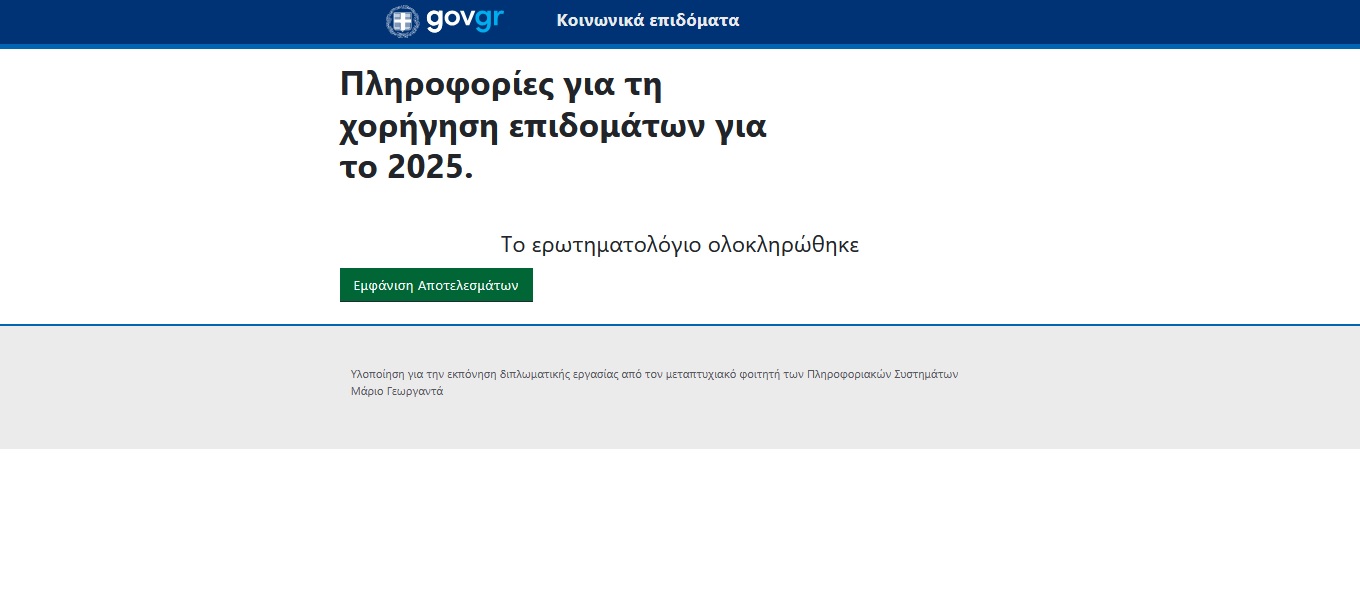 govgr Κοινωνικά επιδόματα
Πληροφορίες για τη
χορήγηση επιδομάτων για
το 2025.
Το ερωτηματολόγιο ολοκληρώθηκε
Εμφάνιση Αποτελεσμάτων
Υλοποίηση για την εκπόνηση διπλωματικής εργασίας από τον μεταπτυχιακό φοιτητή των Πληροφοριακών Συστημάτων
Μάριο Γεωργαντά